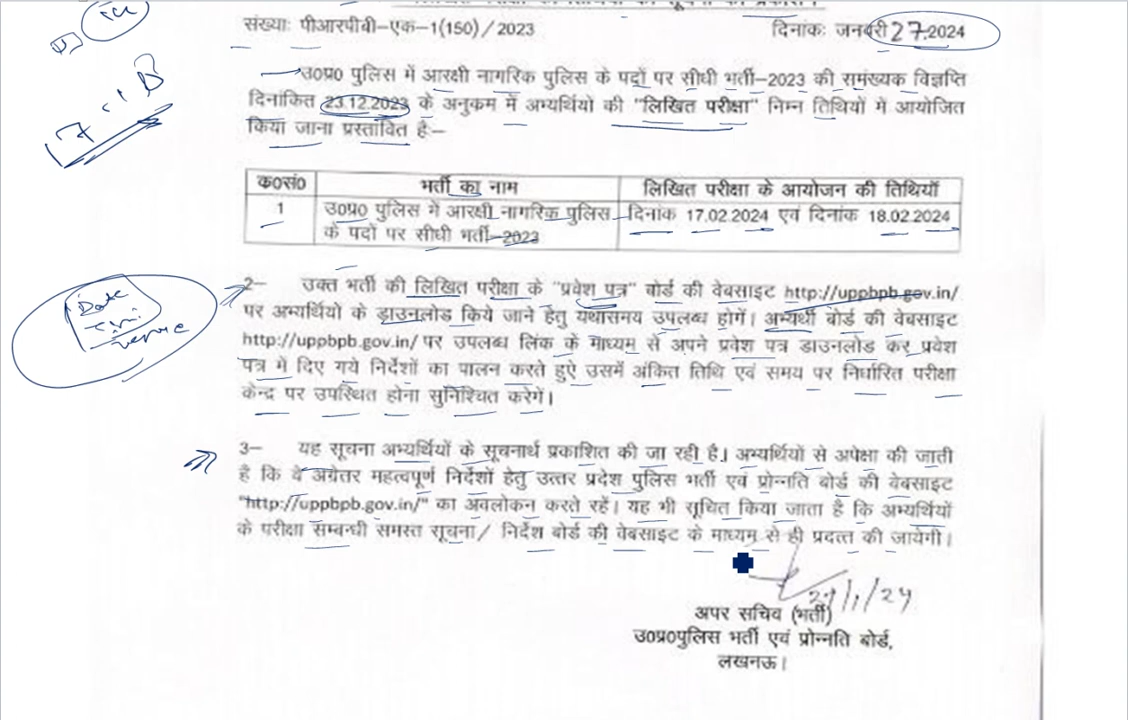 संख्याः पीआरपीबी–एक–1(150)/2023
दिनांकः जनवरी 27, 2024
उ0प्र0 पुलिस में आरक्षी नागरिक पुलिस के पदों पर सीधी भर्ती–2023 की समंख्यक विज्ञप्ति
दिनांकित 23.12.2023 के अनुक्रम में अभ्यर्थियो की "लिखित परीक्षा" निम्न तिथियों में आयोजित
किया जाना प्रस्तावित हैः–
क0सं0 भर्ती का नाम लिखित परीक्षा के आयोजन की तिथियॉ
1 उ0प्र0 पुलिस में आरक्षी नागरिक पुलिस दिनांक 17.02.2024 एवं दिनांक 18.02.2024
के पदों पर सीधी भर्ती–2023
2– उक्त भर्ती की लिखित परीक्षा के "प्रवेश पत्र" बोर्ड की वेबसाइट http://uppbpb.gov.in/
पर अभ्यर्थियों के डाउनलोड किये जाने हेतु यथासमय उपलब्ध होगें। अभ्यर्थी बोर्ड की वेबसाइट
http://uppbpb.gov.in/ पर उपलब्ध लिंक के माध्यम से अपने प्रवेश पत्र डाउनलोड कर प्रवेश
पत्र में दिए गये निर्देशों का पालन करते हुऐ उसमें अंकित तिथि एवं समय पर निर्धारित परीक्षा
केन्द्र पर उपस्थित होना सुनिश्चित करेगें।
Date
Time
Venue
3– यह सूचना अभ्यर्थियों के सूचनार्थ प्रकाशित की जा रही है। अभ्यर्थियों से अपेक्षा की जाती
है कि वे अग्रेतर महत्वपूर्ण निर्देशों हेतु उत्तर प्रदेश पुलिस भर्ती एवं प्रोन्नति बोर्ड की वेबसाइट
"http://uppbpb.gov.in/" का अवलोकन करते रहें। यह भी सूचित किया जाता है कि अभ्यर्थियों
के परीक्षा सम्बन्धी समस्त सूचना/ निर्देश बोर्ड की वेबसाइट के माध्यम से ही प्रदत्त की जायेगी।
27/1/24
अपर सचिव (भर्ती)
उ0प्र0पुलिस भर्ती एवं प्रोन्नति बोर्ड,
लखनऊ।